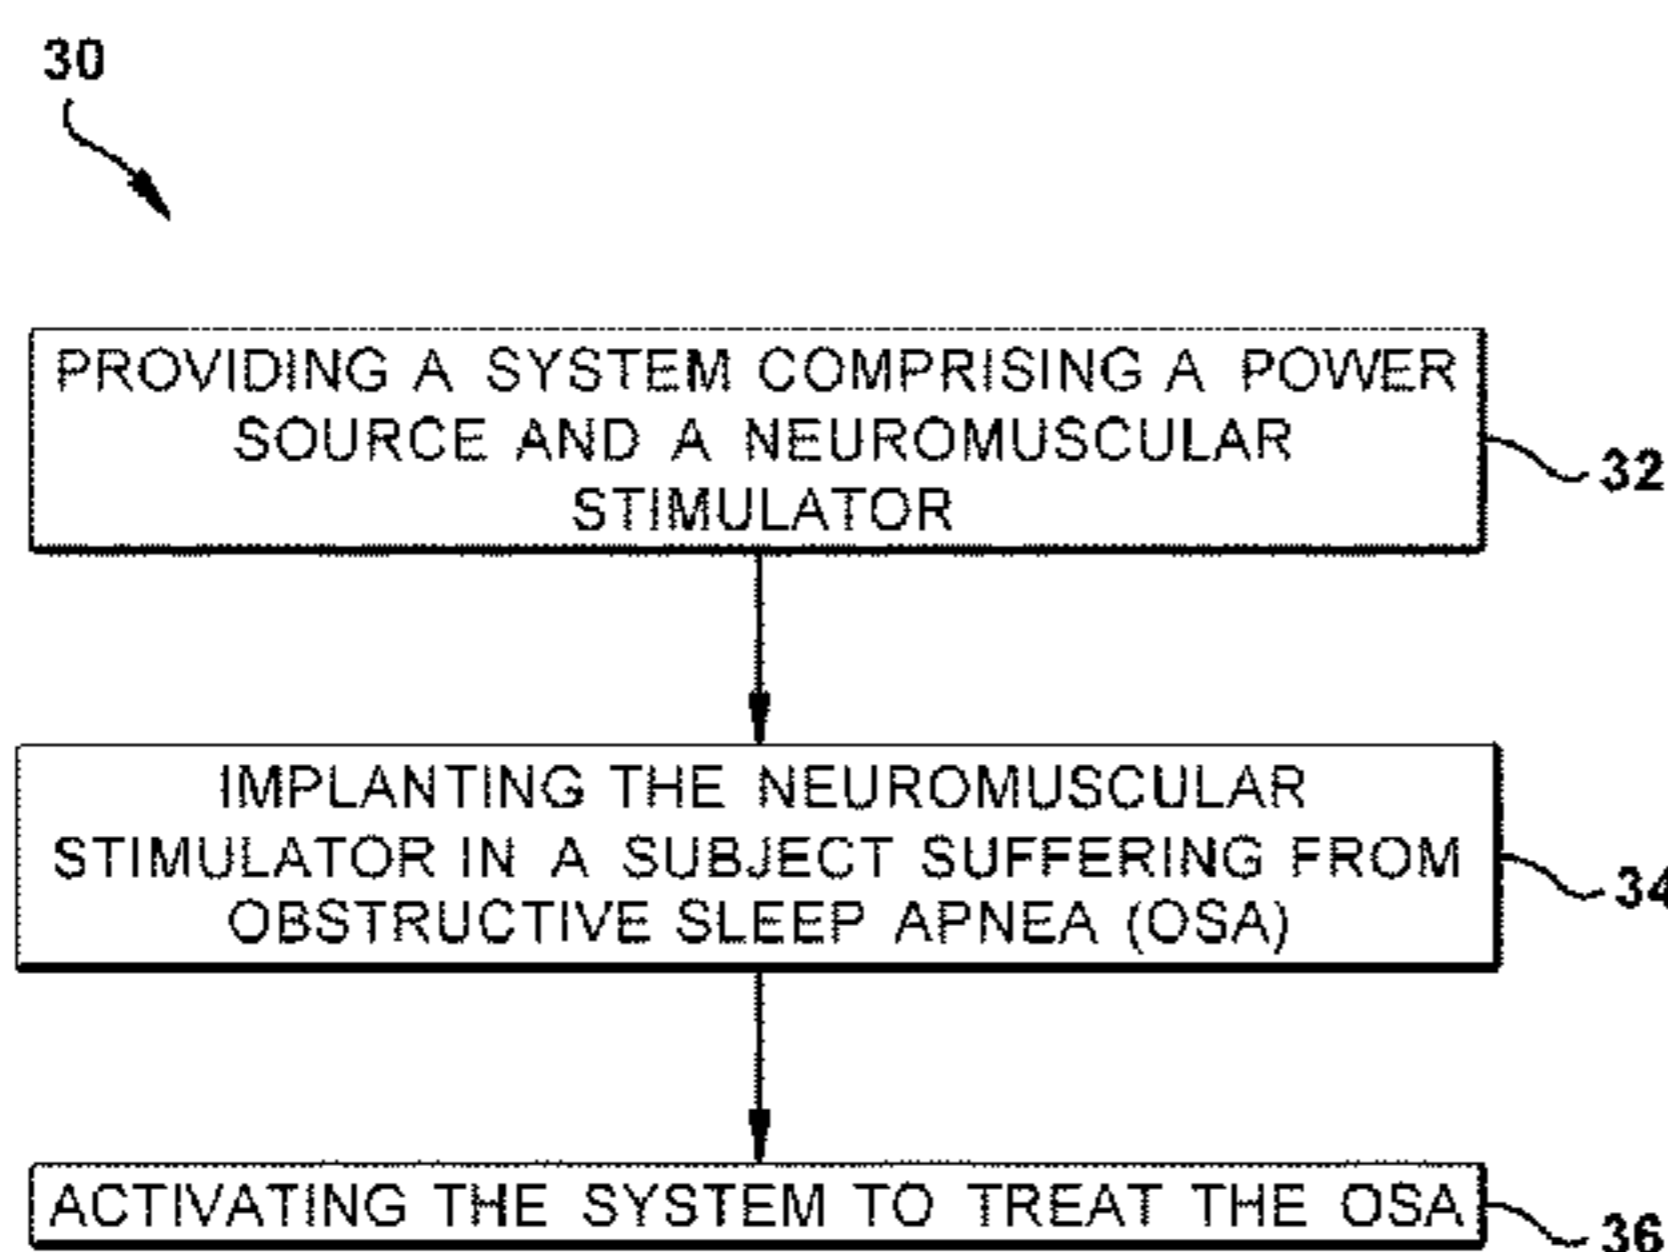 30
PROVIDING A SYSTEM COMPRISING A POWER
SOURCE AND A NEUROMUSCULAR
STIMULATOR
32
IMPLANTING THE NEUROMUSCULAR
STIMULATOR IN A SUBJECT SUFFERING FROM
OBSTRUCTIVE SLEEP APNEA (OSA)
34
ACTIVATING THE SYSTEM TO TREAT THE OSA
36